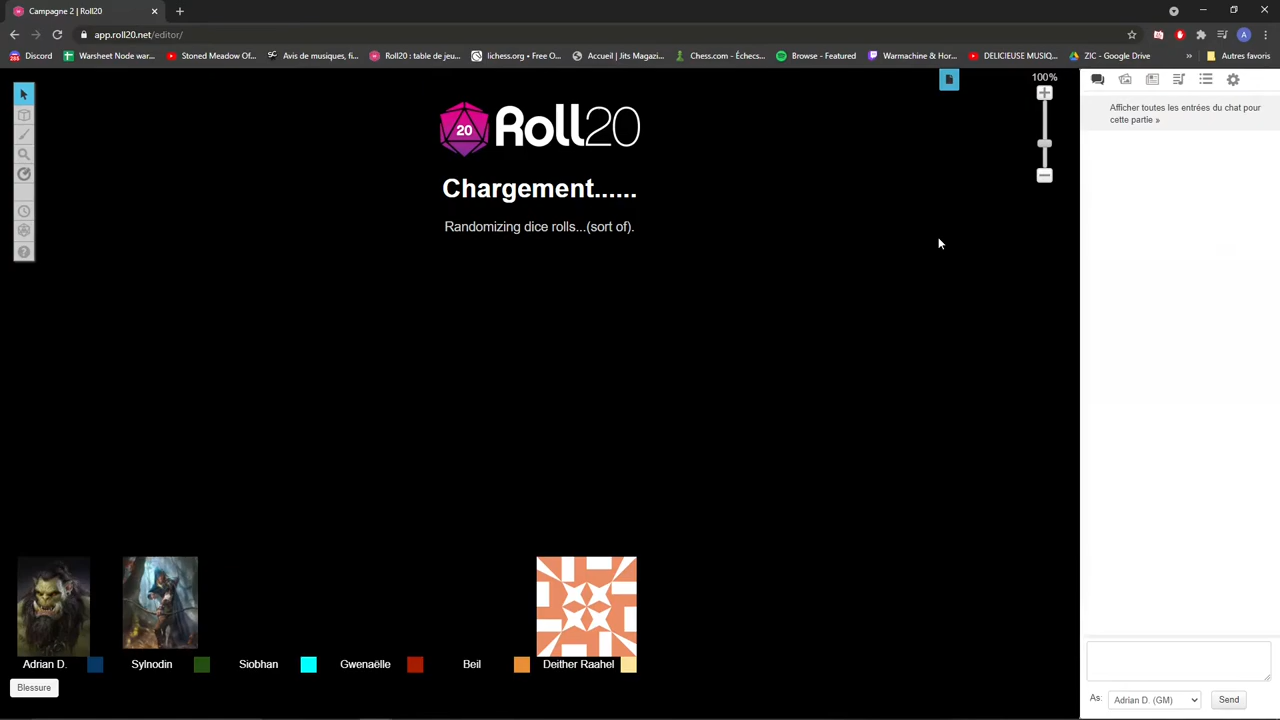 Campagne 2 | Roll20
app.roll20.net/editor/
Discord
Warsheet Node war...
Stoned Meadow Of...
Avis de musiques, fi...
Roll20 : table de jeu...
lichess.org • Free O...
Accueil | Jits Magazi...
Chess.com - Échecs...
Browse - Featured
Warmachine & Hor...
DELICIEUSE MUSIQ...
ZIC - Google Drive
»
Autres favoris
20
Roll20
Chargement......
Randomizing dice rolls...(sort of).
100%
Afficher toutes les entrées du chat pour
cette partie »
Adrian D.
Sylnodin
Siobhan
Gwenaëlle
Beil
Deither Raahel
Blessure
As:
Adrian D. (GM)
Send